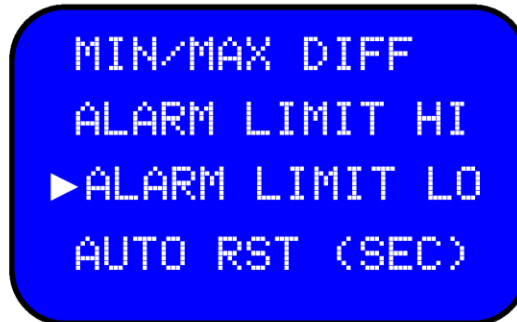 MIN/MAX DIFF
ALARM LIMIT HI
►ALARM LIMIT LO
AUTO RST (SEC)